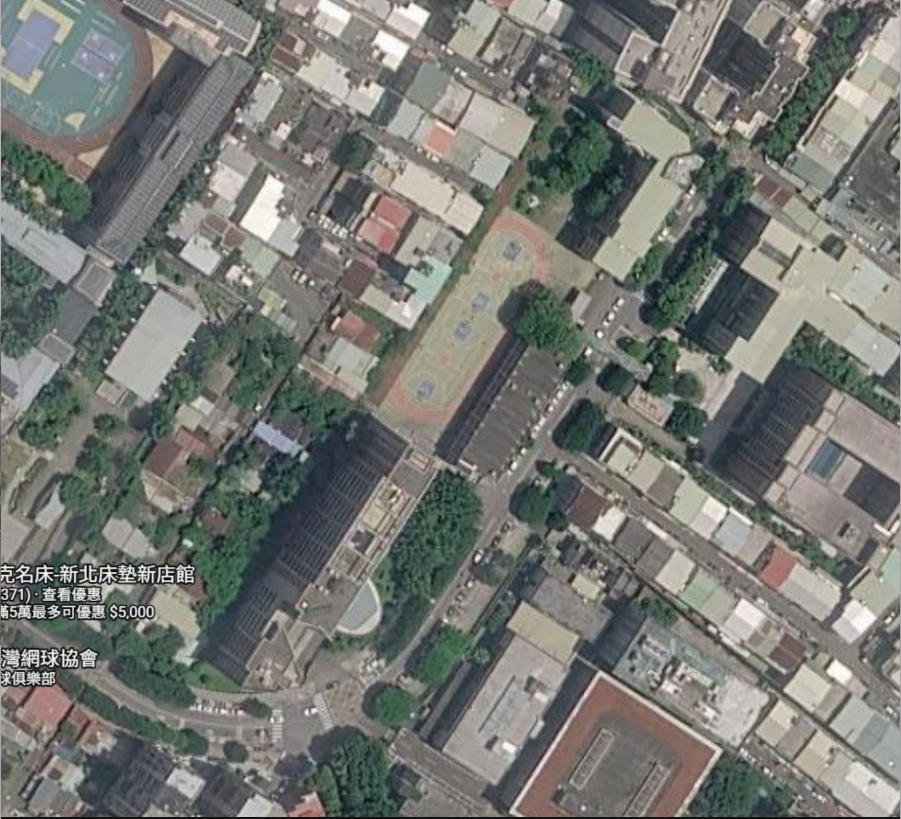 克名床-新北床墊新店館
371) · 查看優惠
滿5萬最多可優惠 $5,000
灣網球協會
球俱樂部